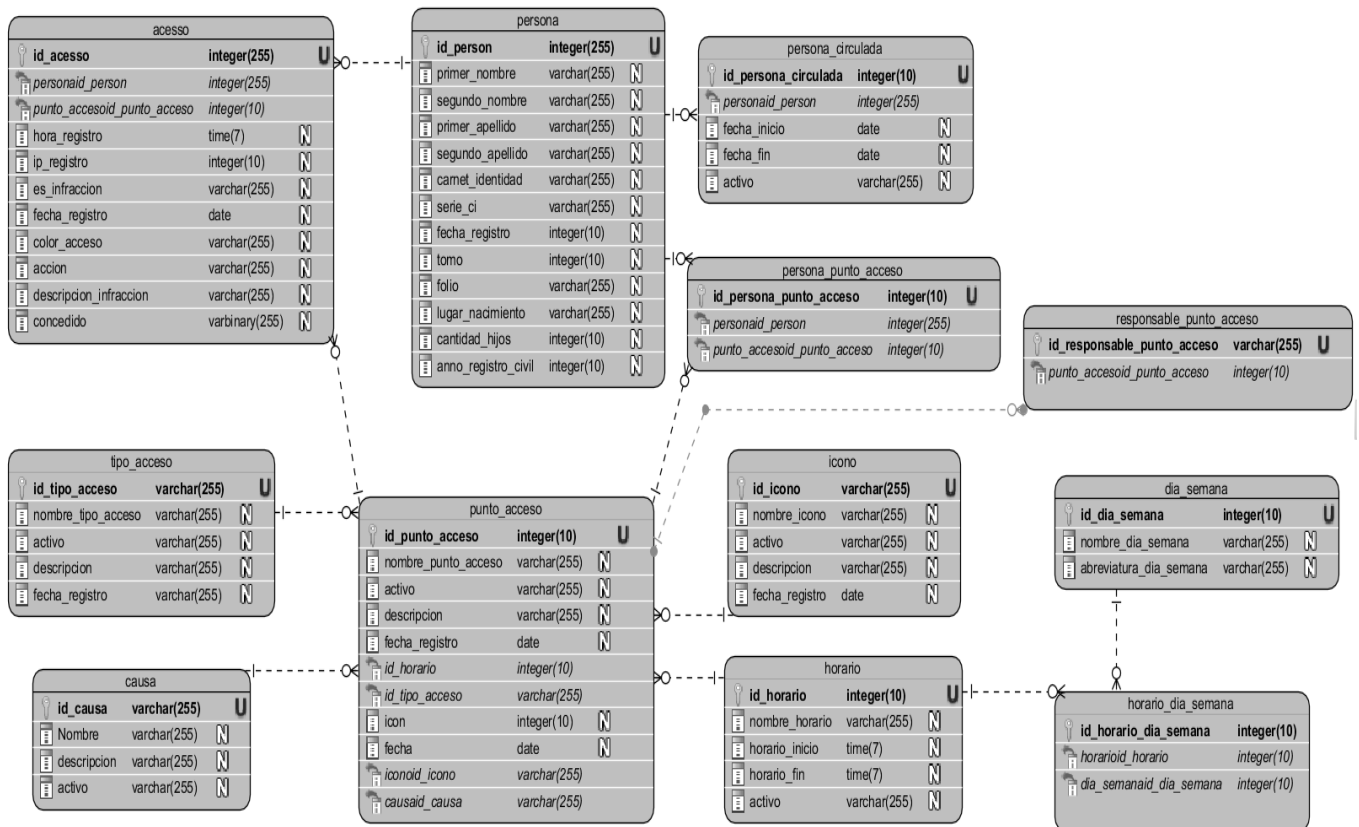 acesso
id_acesso integer(255) U
personaid_person integer(255)
punto_accesoid_punto_acceso integer(10)
hora_registro time(7) N
ip_registro integer(10) N
es_infraccion varchar(255) N
fecha_registro date N
color_acceso varchar(255) N
accion varchar(255) N
descripcion_infraccion varchar(255) N
concedido varbinary(255) N
persona
id_person integer(255) U
primer_nombre varchar(255) N
segundo_nombre varchar(255) N
primer_apellido varchar(255) N
segundo_apellido varchar(255) N
carnet_identidad varchar(255) N
serie_ci varchar(255) N
fecha_registro integer(10) N
tomo integer(10) N
folio varchar(255) N
lugar_nacimiento varchar(255) N
cantidad_hijos integer(10) N
anno_registro_civil integer(10) N
persona_circulada
id_persona_circulada integer(10) U
personaid_person integer(255)
fecha_inicio date N
fecha_fin date N
activo varchar(255) N
persona_punto_acceso
id_persona_punto_acceso integer(10) U
personaid_person integer(255)
punto_accesoid_punto_acceso integer(10)
responsable_punto_acceso
id_responsable_punto_acceso varchar(255) U
punto_accesoid_punto_acceso integer(10)
tipo_acceso
id_tipo_acceso varchar(255) U
nombre_tipo_acceso varchar(255) N
activo varchar(255) N
descripcion varchar(255) N
fecha_registro varchar(255) N
punto_acceso
id_punto_acceso integer(10) U
nombre_punto_acceso varchar(255) N
activo varchar(255) N
descripcion varchar(255) N
fecha_registro date N
id_horario integer(10)
id_tipo_acceso varchar(255)
icon integer(10) N
fecha date N
iconoid_icono varchar(255)
causaid_causa varchar(255)
icono
id_icono varchar(255) U
nombre_icono varchar(255) N
activo varchar(255) N
descripcion varchar(255) N
fecha_registro date N
dia_semana
id_dia_semana integer(10) U
nombre_dia_semana varchar(255) N
abreviatura_dia_semana varchar(255) N
causa
id_causa varchar(255) U
Nombre varchar(255) N
descripcion varchar(255) N
activo varchar(255) N
horario
id_horario integer(10) U
nombre_horario varchar(255) N
horario_inicio time(7) N
horario_fin time(7) N
activo varchar(255) N
horario_dia_semana
id_horario_dia_semana integer(10)
horarioid_horario integer(10)
dia_semanaid_dia_semana integer(10)